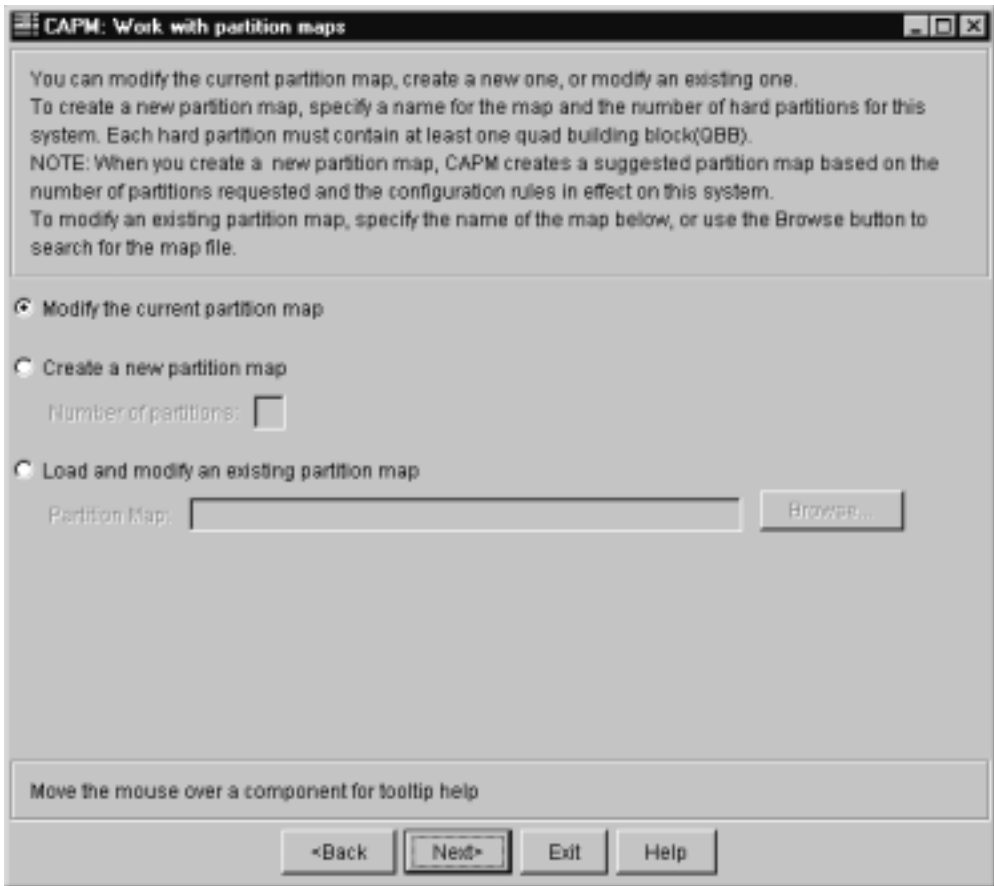 CAPM: Work with partition maps
You can modify the current partition map, create a new one, or modify an existing one.
To create a new partition map, specify a name for the map and the number of hard partitions for this
system. Each hard partition must contain at least one quad building block(QBB).
NOTE: When you create a new partition map, CAPM creates a suggested partition map based on the
number of partitions requested and the configuration rules in effect on this system.
To modify an existing partition map, specify the name of the map below, or use the Browse button to
search for the map file.
Modify the current partition map
Create a new partition map
Number of partitions:
Load and modify an existing partition map
Partition Map:
Browse...
Move the mouse over a component for tooltip help
<Back Next> Exit Help